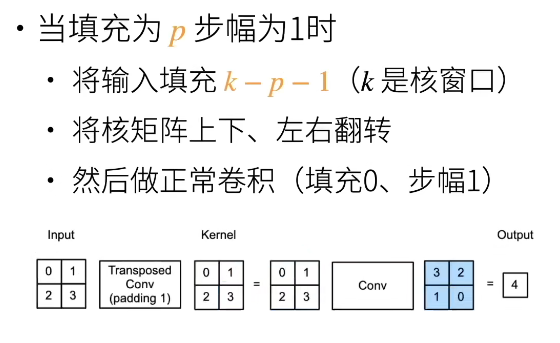 • 当填充为 p 步幅为1时
• 将输入填充 k − p − 1（k 是核窗口）
• 将核矩阵上下、左右翻转
• 然后做正常卷积（填充0、步幅1）
Input Kernel Output
0 1 Transposed 0 1 0 1 3 2
Conv = Conv = 4
2 3 (padding 1) 2 3 2 3 1 0